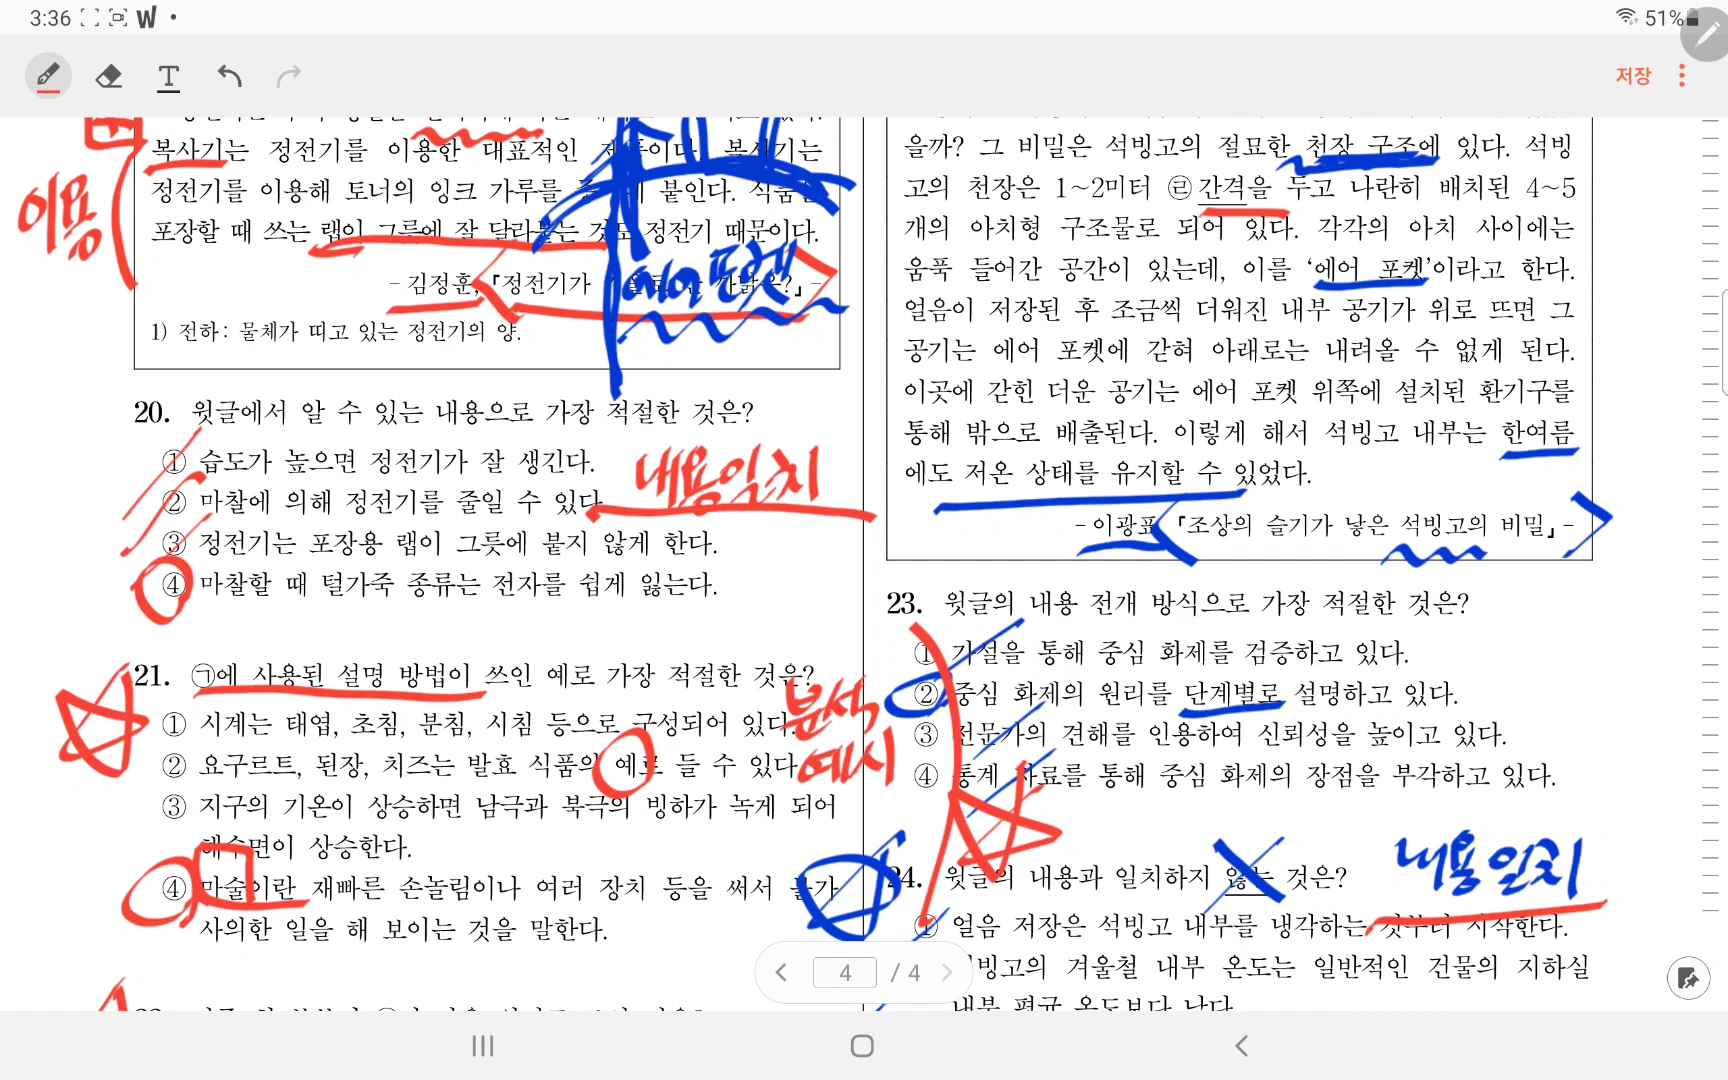 3:36
W
51%
저장
복사기는 정전기를 이용한 대표적인 복사기는
정전기를 이용해 토너의 잉크 가루를 붙인다.
포장할 때 쓰는 랩이 그릇에 잘 달라붙는 것도 정전기 때문이다.
이용
에어 포켓
- 김정훈, 「정전기가 까닭은?」 -
1) 전하: 물체가 띠고 있는 정전기의 양.
20. 윗글에서 알 수 있는 내용으로 가장 적절한 것은?
① 습도가 높으면 정전기가 잘 생긴다.
② 마찰에 의해 정전기를 줄일 수 있다
③ 정전기는 포장용 랩이 그릇에 붙지 않게 한다.
④ 마찰할 때 털가죽 종류는 전자를 쉽게 잃는다.
내용일치
21. ㉠에 사용된 설명 방법이 쓰인 예로 가장 적절한 것은?
① 시계는 태엽, 초침, 분침, 시침 등으로 구성되어 있다.
② 요구르트, 된장, 치즈는 발효 식품의 예로 들 수 있다
③ 지구의 기온이 상승하면 남극과 북극의 빙하가 녹게 되어
해수면이 상승한다.
④ 마술이란 재빠른 손놀림이나 여러 장치 등을 써서 불가
사의한 일을 해 보이는 것을 말한다.
분석
예시
을까? 그 비밀은 석빙고의 절묘한 천장 구조에 있다. 석빙
고의 천장은 1~2미터 ㉣간격을 두고 나란히 배치된 4~5
개의 아치형 구조물로 되어 있다. 각각의 아치 사이에는
움푹 들어간 공간이 있는데, 이를 ‘에어 포켓’이라고 한다.
얼음이 저장된 후 조금씩 더워진 내부 공기가 위로 뜨면 그
공기는 에어 포켓에 갇혀 아래로는 내려올 수 없게 된다.
이곳에 갇힌 더운 공기는 에어 포켓 위쪽에 설치된 환기구를
통해 밖으로 배출된다. 이렇게 해서 석빙고 내부는 한여름
에도 저온 상태를 유지할 수 있었다.
- 이광표, 「조상의 슬기가 낳은 석빙고의 비밀」 -
23. 윗글의 내용 전개 방식으로 가장 적절한 것은?
① 가설을 통해 중심 화제를 검증하고 있다.
② 중심 화제의 원리를 단계별로 설명하고 있다.
③ 전문가의 견해를 인용하여 신뢰성을 높이고 있다.
④ 통계 자료를 통해 중심 화제의 장점을 부각하고 있다.
24. 윗글의 내용과 일치하지 않는 것은?
내용일치
① 얼음 저장은 석빙고 내부를 냉각하는 것부터 시작한다.
빙고의 겨울철 내부 온도는 일반적인 건물의 지하실
내부 평균 온도보다 낮다.
4 / 4